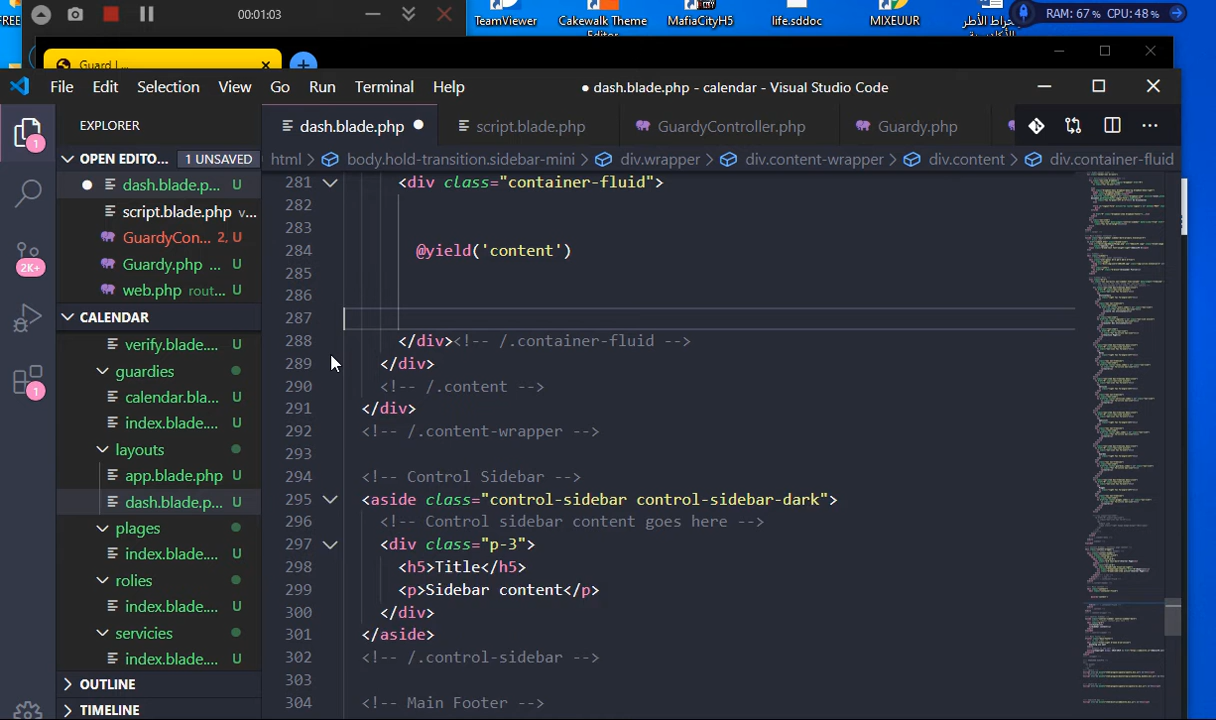 00:01:03
TeamViewer
Cakewalk Theme Editor
MafiaCityH5
life.sddoc
MIXEUUR
RAM: 67 % CPU: 48 %
Guard | ...
File Edit Selection View Go Run Terminal Help
● dash.blade.php - calendar - Visual Studio Code
EXPLORER
dash.blade.php
script.blade.php
GuardyController.php
Guardy.php
OPEN EDITO... 1 UNSAVED
html > body.hold-transition.sidebar-mini > div.wrapper > div.content-wrapper > div.content > div.container-fluid
dash.blade.p... U
script.blade.php v...
GuardyCon... 2, U
Guardy.php ... U
web.php rout... U
CALENDAR
verify.blade.... U
guardies
calendar.bla... U
index.blade.... U
layouts
app.blade.php U
dash.blade.p... U
plages
index.blade.... U
rolies
index.blade.... U
servicies
index.blade.... U
OUTLINE
TIMELINE
1
2K+
1
281 <div class="container-fluid">
282
283
284 @yield('content')
285
286
287
288 </div><!-- /.container-fluid -->
289 </div>
290 <!-- /.content -->
291 </div>
292 <!-- /.content-wrapper -->
293
294 <!-- Control Sidebar -->
295 <aside class="control-sidebar control-sidebar-dark">
296 <!-- Control sidebar content goes here -->
297 <div class="p-3">
298 <h5>Title</h5>
299 <p>Sidebar content</p>
300 </div>
301 </aside>
302 <!-- /.control-sidebar -->
303
304 <!-- Main Footer -->